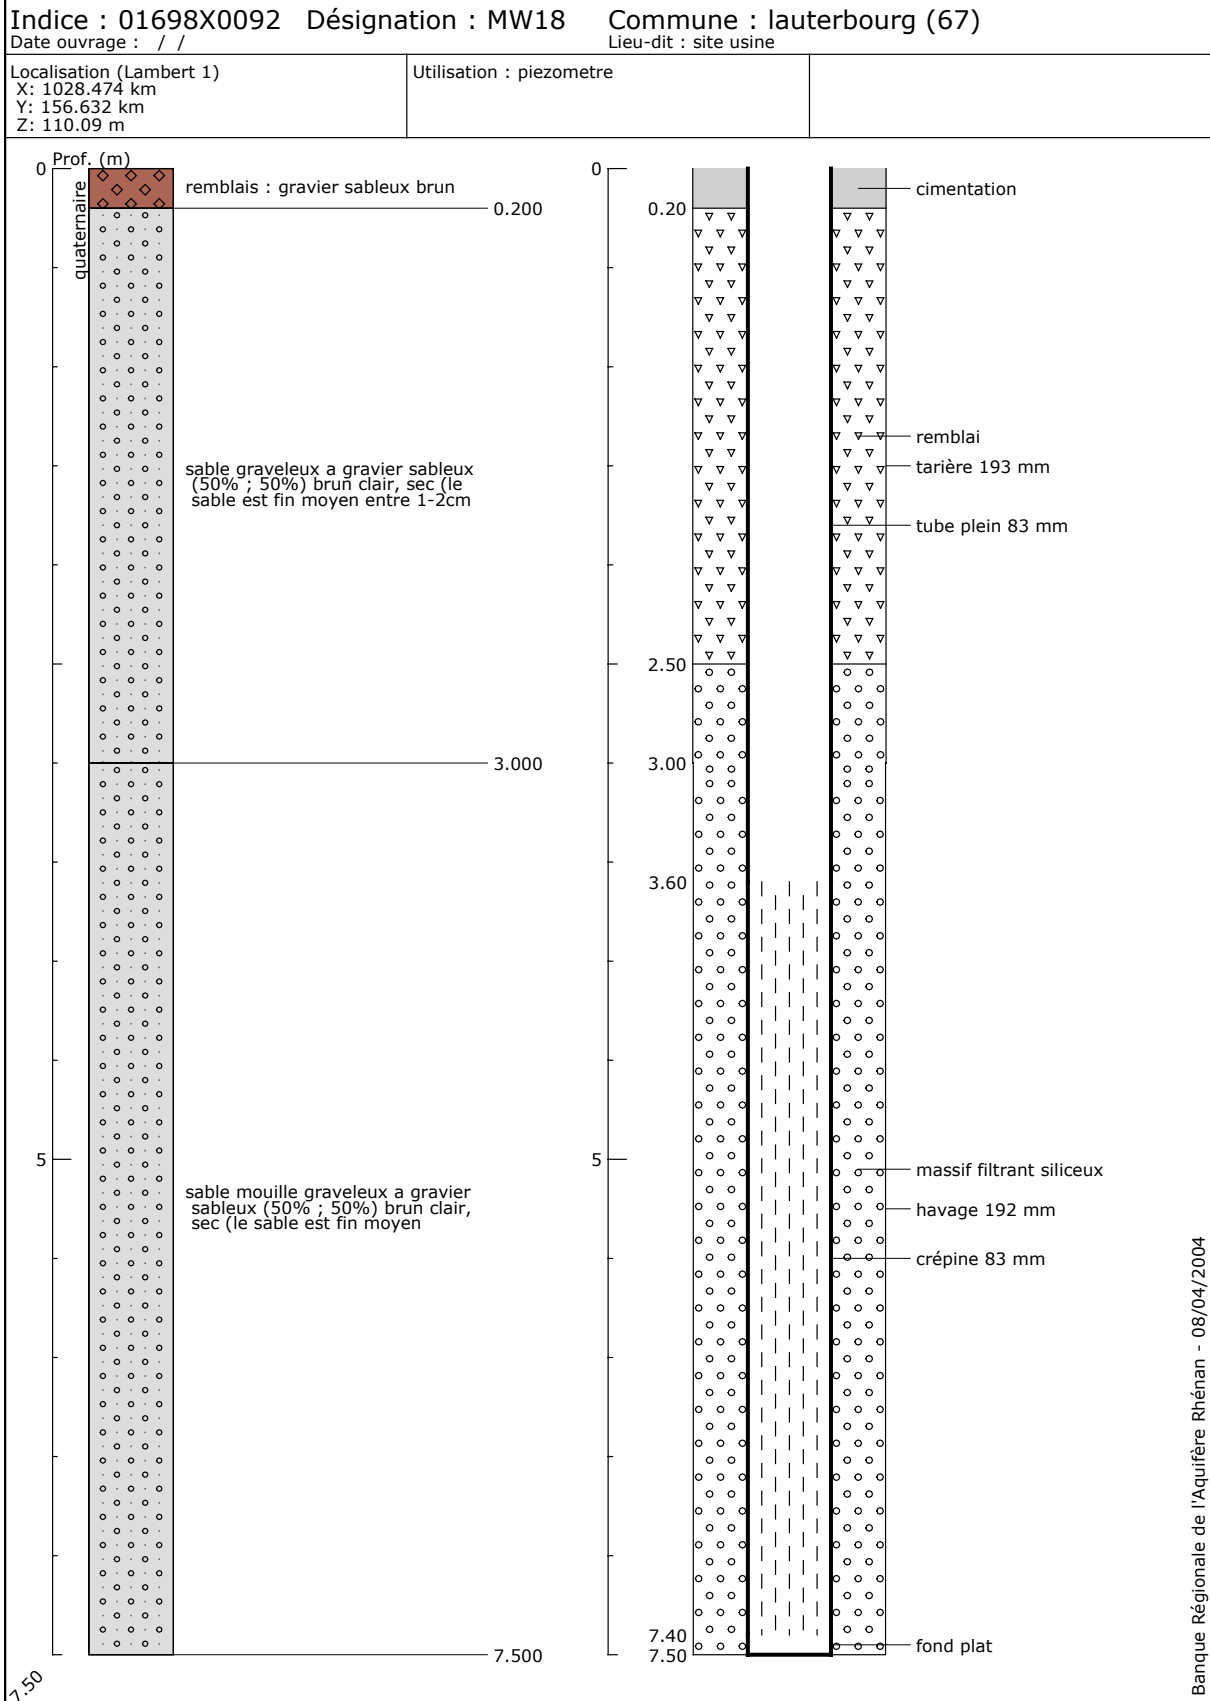 Indice : 01698X0092 Désignation : MW18 Commune : lauterbourg (67)
Date ouvrage : / / Lieu-dit : site usine
Localisation (Lambert 1)
X: 1028.474 km
Y: 156.632 km
Z: 110.09 m
Utilisation : piezometre
Prof. (m)
0
quaternaire
remblais : gravier sableux brun
0.200
sable graveleux a gravier sableux
(50% ; 50%) brun clair, sec (le
sable est fin moyen entre 1-2cm
3.000
5
sable mouille graveleux a gravier
sableux (50% ; 50%) brun clair,
sec (le sable est fin moyen
7.500
7.50
0
cimentation
0.20
remblai
tarière 193 mm
tube plein 83 mm
2.50
3.00
3.60
5
massif filtrant siliceux
havage 192 mm
crépine 83 mm
7.40
fond plat
7.50
Banque Régionale de l'Aquifère Rhénan - 08/04/2004